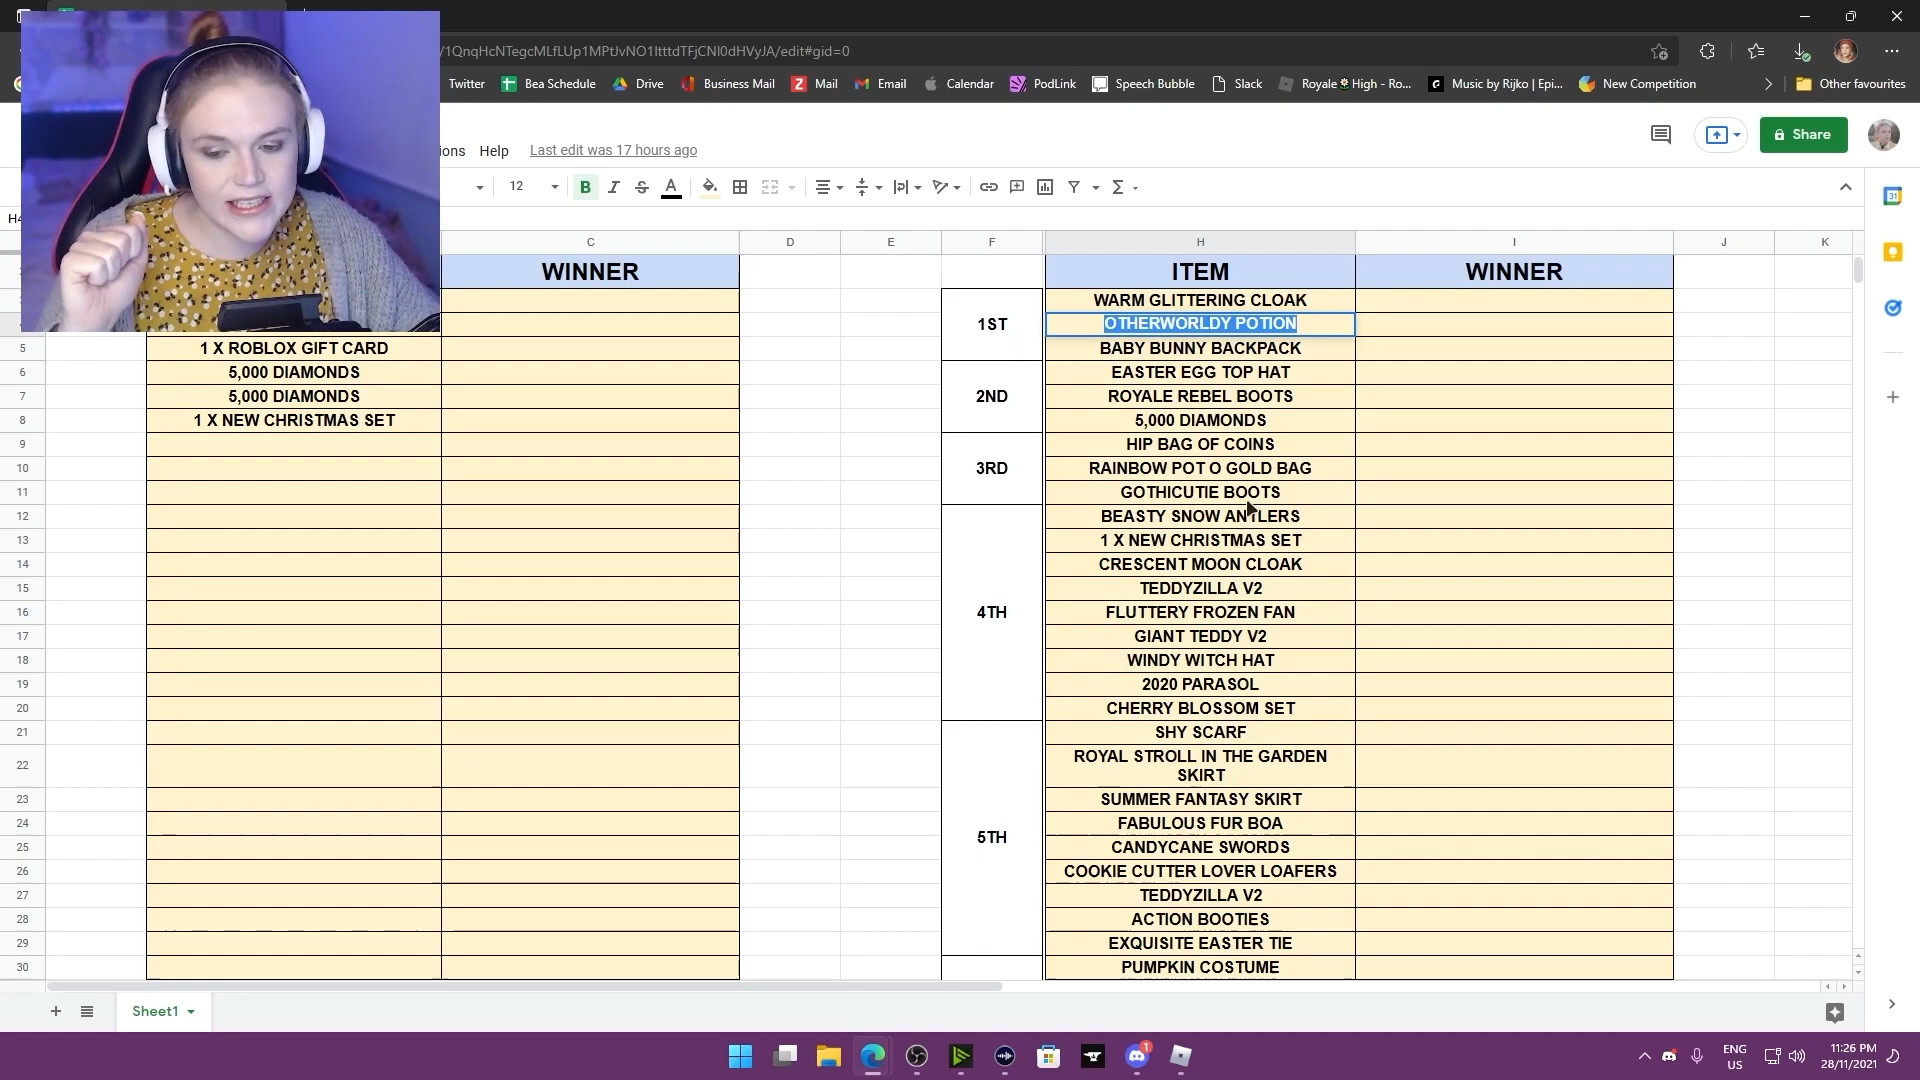 /1QnqHcNTegcMLfLUp1MPtJvNO1ItttdTFjCNl0dHVyJA/edit#gid=0
Twitter Bea Schedule Drive Business Mail Mail Email Calendar PodLink Speech Bubble Slack Royale High - Ro... Music by Rijko | Epi... New Competition Other favourites
ions Help Last edit was 17 hours ago Share
12 B I S A
H4
C D E F H I J K
WINNER ITEM WINNER
1ST
WARM GLITTERING CLOAK
OTHERWORLDY POTION
5 1 X ROBLOX GIFT CARD BABY BUNNY BACKPACK
6 5,000 DIAMONDS EASTER EGG TOP HAT
7 5,000 DIAMONDS 2ND ROYALE REBEL BOOTS
8 1 X NEW CHRISTMAS SET 5,000 DIAMONDS
9 HIP BAG OF COINS
10 3RD RAINBOW POT O GOLD BAG
11 GOTHICUTIE BOOTS
12 BEASTY SNOW ANTLERS
13 1 X NEW CHRISTMAS SET
14 CRESCENT MOON CLOAK
15 TEDDYZILLA V2
16 4TH FLUTTERY FROZEN FAN
17 GIANT TEDDY V2
18 WINDY WITCH HAT
19 2020 PARASOL
20 CHERRY BLOSSOM SET
21 SHY SCARF
22 ROYAL STROLL IN THE GARDEN
SKIRT
23 SUMMER FANTASY SKIRT
24 FABULOUS FUR BOA
25 5TH CANDYCANE SWORDS
26 COOKIE CUTTER LOVER LOAFERS
27 TEDDYZILLA V2
28 ACTION BOOTIES
29 EXQUISITE EASTER TIE
30 PUMPKIN COSTUME
Sheet1
ENG 11:26 PM
US 28/11/2021